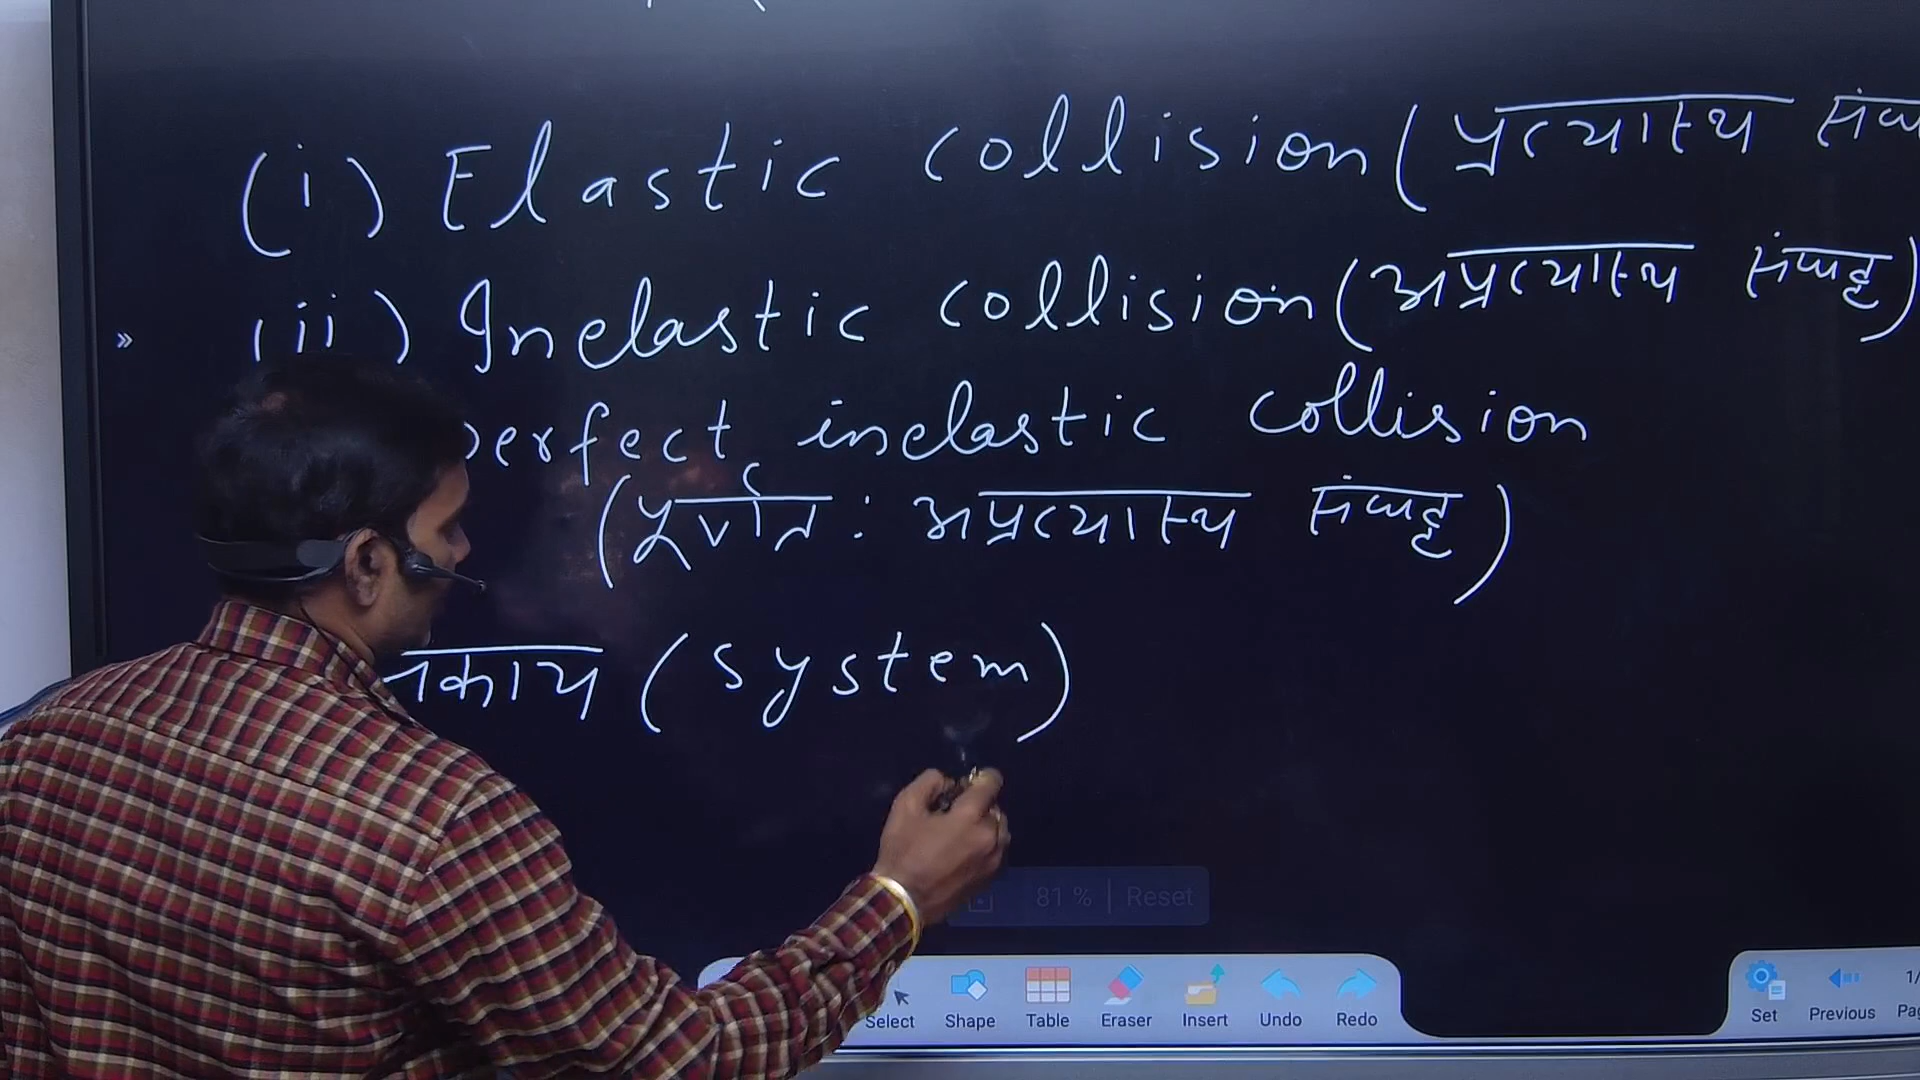 (i) Elastic collision (प्रत्यास्थ
(ii) Inelastic collision (अप्रत्यास्थ संघट्ट)
perfect inelastic collision
(पूर्णत: अप्रत्यास्थ संघट्ट)
निकाय (system)
81 % | Reset
Select Shape Table Eraser Insert Undo Redo
Set Previous